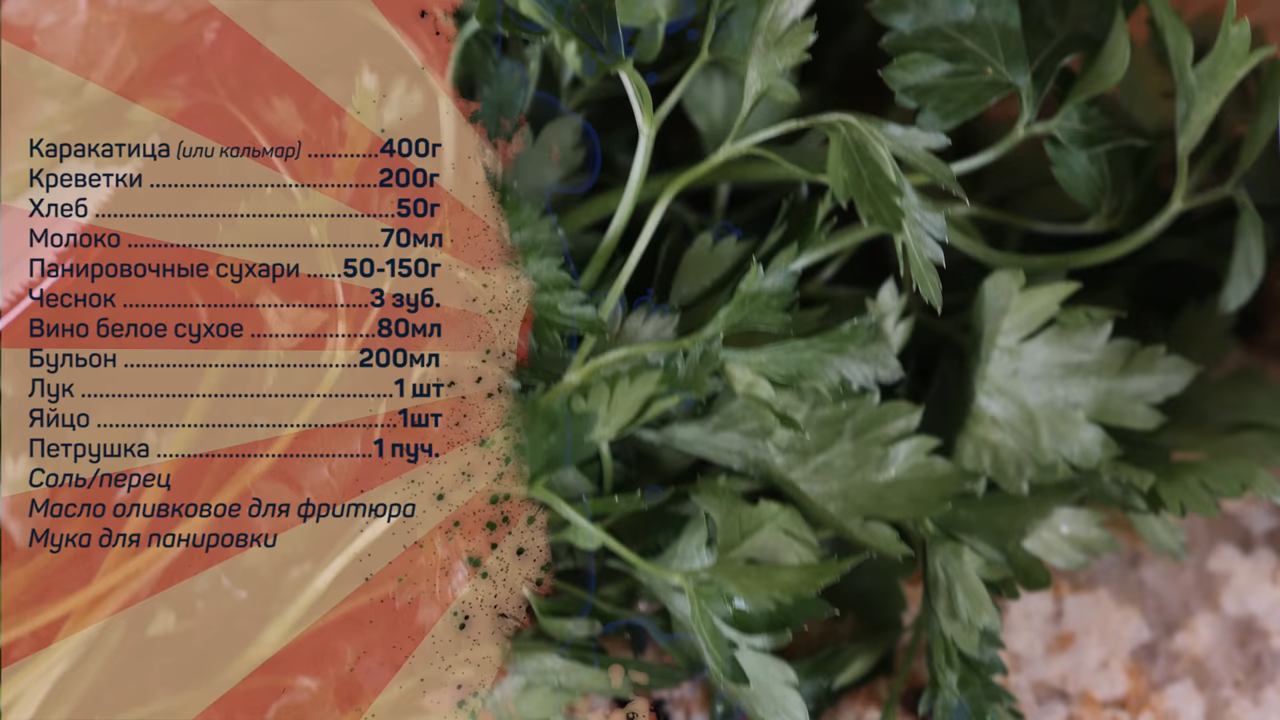 Каракатица (или кальмар) ............400г
Креветки ......................................200г
Хлеб ..................................................50г
Молоко ..........................................70мл
Панировочные сухари ......50-150г
Чеснок .........................................3 зуб.
Вино белое сухое .....................80мл
Бульон .......................................200мл
Лук ....................................................1 шт
Яйцо ..................................................1шт
Петрушка ....................................1 пуч.
Соль/перец
Масло оливковое для фритюра
Мука для панировки